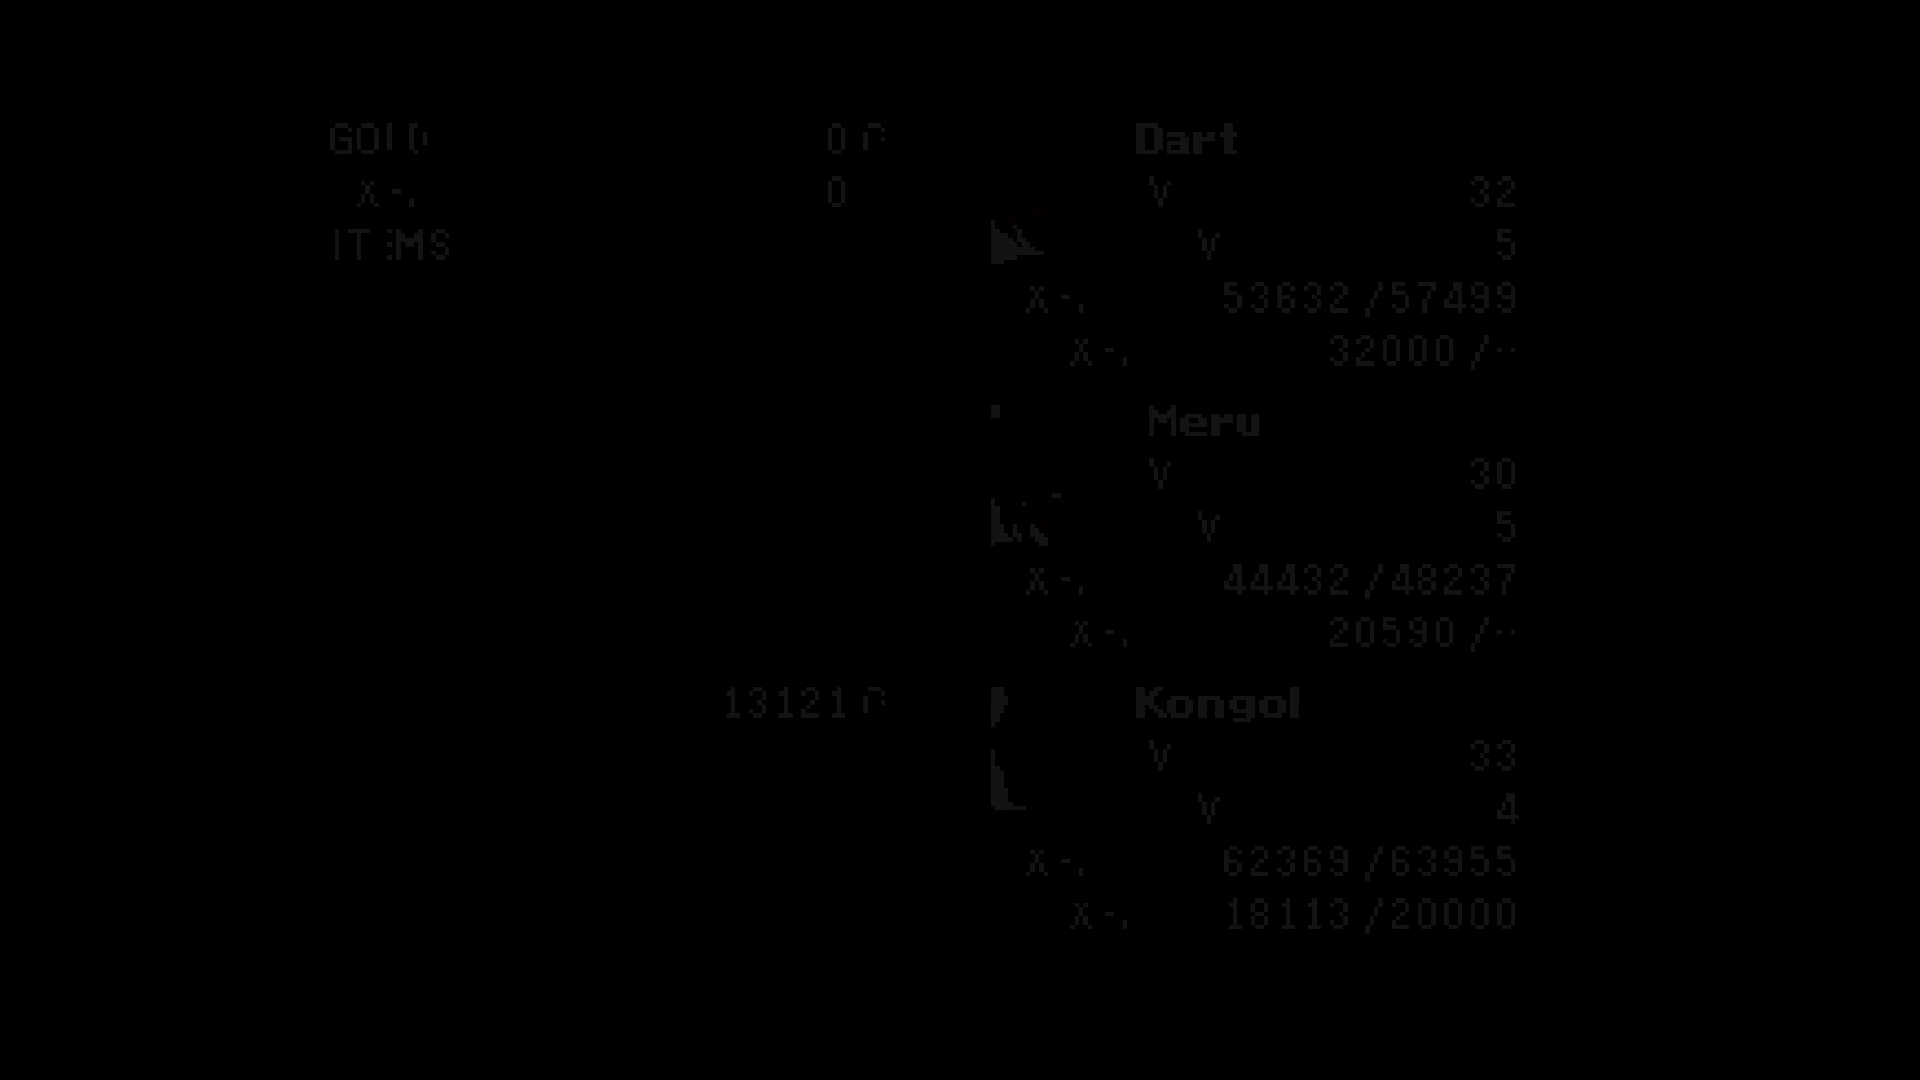 GOLD 0 G
0
ITEMS
13121 G
Dart
32
5
53632/57499
32000/--
Meru
30
5
44432/48237
20590/--
Kongol
33
4
62369/63955
18113/20000